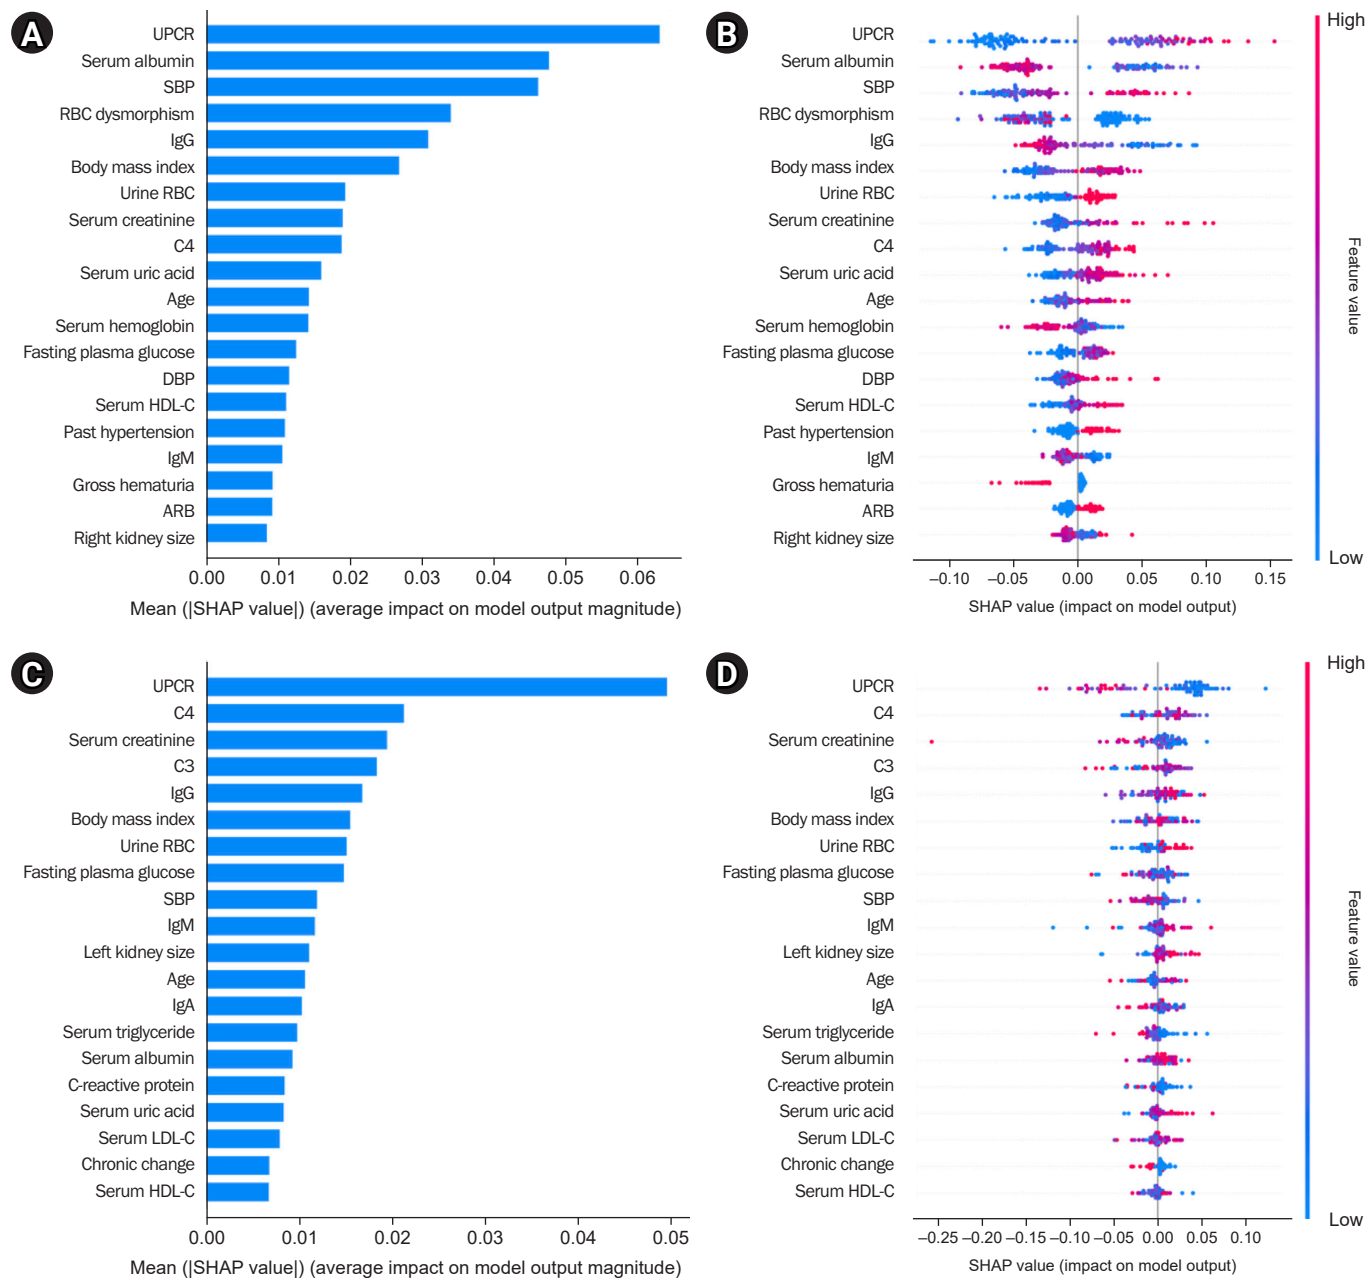 A
UPCR
Serum albumin
SBP
RBC dysmorphism
IgG
Body mass index
Urine RBC
Serum creatinine
C4
Serum uric acid
Age
Serum hemoglobin
Fasting plasma glucose
DBP
Serum HDL-C
Past hypertension
IgM
Gross hematuria
ARB
Right kidney size
0.00 0.01 0.02 0.03 0.04 0.05 0.06
Mean (|SHAP value|) (average impact on model output magnitude)
B
UPCR
Serum albumin
SBP
RBC dysmorphism
IgG
Body mass index
Urine RBC
Serum creatinine
C4
Serum uric acid
Age
Serum hemoglobin
Fasting plasma glucose
DBP
Serum HDL-C
Past hypertension
IgM
Gross hematuria
ARB
Right kidney size
−0.10 −0.05 0.00 0.05 0.10 0.15
SHAP value (impact on model output)
High
Feature value
Low
C
UPCR
C4
Serum creatinine
C3
IgG
Body mass index
Urine RBC
Fasting plasma glucose
SBP
IgM
Left kidney size
Age
IgA
Serum triglyceride
Serum albumin
C-reactive protein
Serum uric acid
Serum LDL-C
Chronic change
Serum HDL-C
0.00 0.01 0.02 0.03 0.04 0.05
Mean (|SHAP value|) (average impact on model output magnitude)
D
UPCR
C4
Serum creatinine
C3
IgG
Body mass index
Urine RBC
Fasting plasma glucose
SBP
IgM
Left kidney size
Age
IgA
Serum triglyceride
Serum albumin
C-reactive protein
Serum uric acid
Serum LDL-C
Chronic change
Serum HDL-C
−0.25 −0.20 −0.15 −0.10 −0.05 0.00 0.05 0.10
SHAP value (impact on model output)
High
Feature value
Low